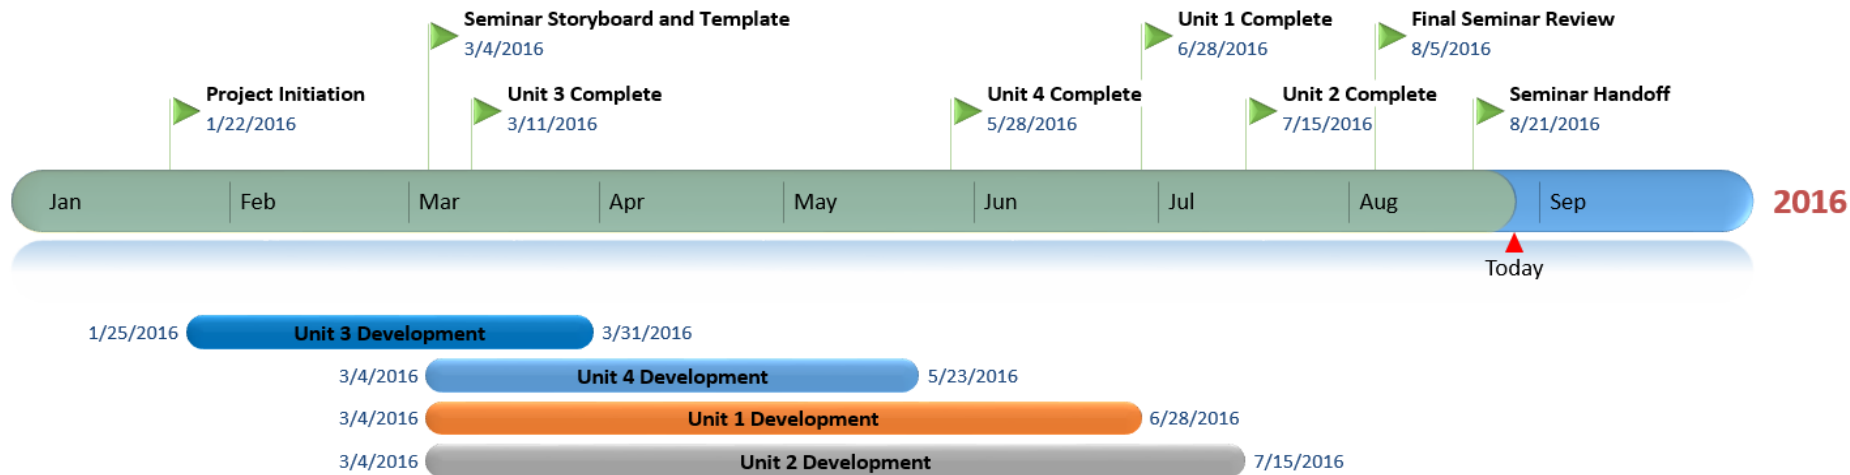 Seminar Storyboard and Template
3/4/2016
Unit 1 Complete
6/28/2016
Final Seminar Review
8/5/2016
Project Initiation
1/22/2016
Unit 3 Complete
3/11/2016
Unit 4 Complete
5/28/2016
Unit 2 Complete
7/15/2016
Seminar Handoff
8/21/2016
Jan Feb Mar Apr May Jun Jul Aug Sep 2016
Today
1/25/2016 Unit 3 Development 3/31/2016
3/4/2016 Unit 4 Development 5/23/2016
3/4/2016 Unit 1 Development 6/28/2016
3/4/2016 Unit 2 Development 7/15/2016